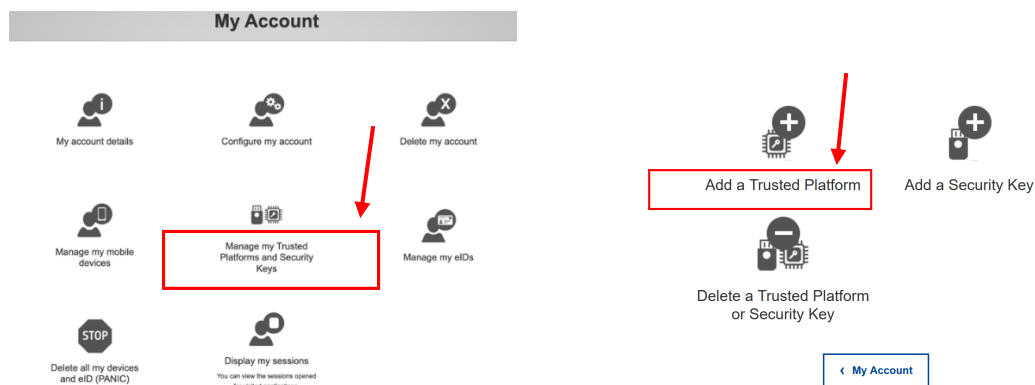 My Account
My account details
Configure my account
Delete my account
Manage my mobile
devices
Manage my Trusted
Platforms and Security
Keys
Manage my eIDs
STOP
Delete all my devices
and eID (PANIC)
Display my sessions
You can view the sessions opened
Add a Trusted Platform
Add a Security Key
Delete a Trusted Platform
or Security Key
‹ My Account